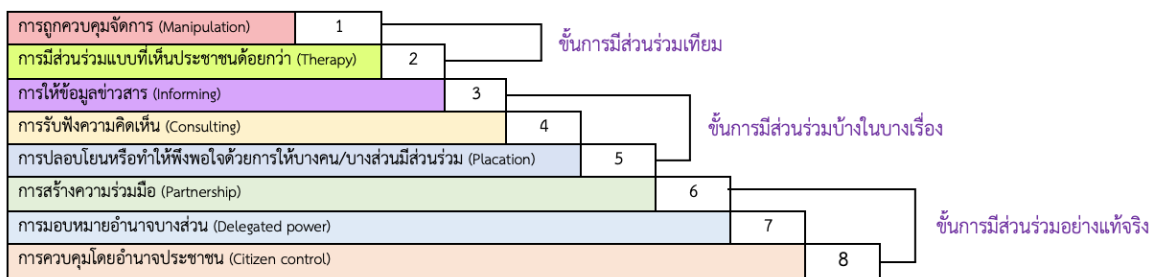 การถูกควบคุมจัดการ (Manipulation) 1
ขั้นการมีส่วนร่วมเทียม
การมีส่วนร่วมแบบที่เห็นประชาชนด้อยกว่า (Therapy) 2
การให้ข้อมูลข่าวสาร (Informing) 3
การรับฟังความคิดเห็น (Consulting) 4
ขั้นการมีส่วนร่วมบ้างในบางเรื่อง
การปลอบโยนหรือทำให้พึงพอใจด้วยการให้บางคน/บางส่วนมีส่วนร่วม (Placation) 5
การสร้างความร่วมมือ (Partnership) 6
การมอบหมายอำนาจบางส่วน (Delegated power) 7
ขั้นการมีส่วนร่วมอย่างแท้จริง
การควบคุมโดยอำนาจประชาชน (Citizen control) 8